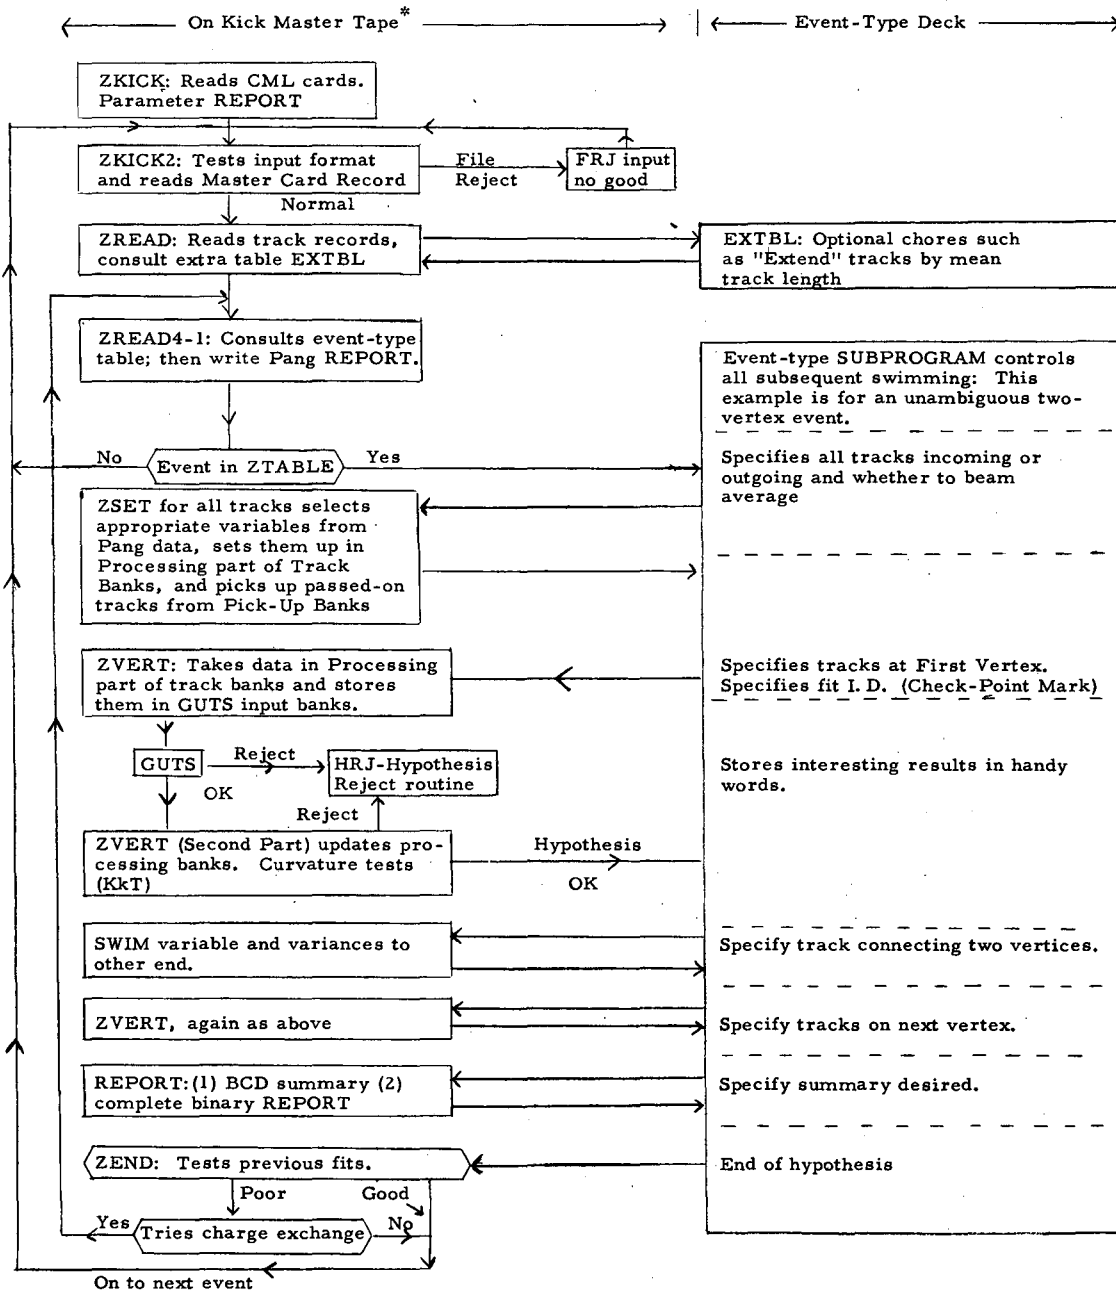 On Kick Master Tape*
Event-Type Deck
ZKICK: Reads CML cards.
Parameter REPORT
ZKICK2: Tests input format
and reads Master Card Record
File
Reject
FRJ input
no good
Normal
ZREAD: Reads track records,
consult extra table EXTBL
EXTBL: Optional chores such
as "Extend" tracks by mean
track length
ZREAD4-1: Consults event-type
table; then write Pang REPORT.
Event-type SUBPROGRAM controls
all subsequent swimming: This
example is for an unambiguous two-
vertex event.
No
Event in ZTABLE
Yes
Specifies all tracks incoming or
outgoing and whether to beam
average
ZSET for all tracks selects
appropriate variables from
Pang data, sets them up in
Processing part of Track
Banks, and picks up passed-on
tracks from Pick-Up Banks
ZVERT: Takes data in Processing
part of track banks and stores
them in GUTS input banks.
Specifies tracks at First Vertex.
Specifies fit I. D. (Check-Point Mark)
GUTS
Reject
OK
HRJ-Hypothesis
Reject routine
Reject
Stores interesting results in handy
words.
ZVERT (Second Part) updates pro-
cessing banks. Curvature tests
(KkT)
Hypothesis
OK
SWIM variable and variances to
other end.
Specify track connecting two vertices.
ZVERT, again as above
Specify tracks on next vertex.
REPORT: (1) BCD summary (2)
complete binary REPORT
Specify summary desired.
ZEND: Tests previous fits.
End of hypothesis
Poor
Good
Yes
Tries charge exchange
No
On to next event